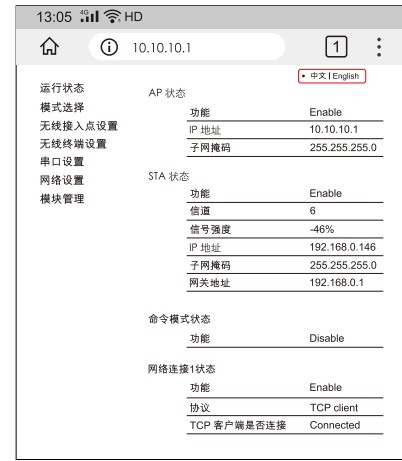 13:05 4G HD
10.10.10.1 1
• 中文 | English
运行状态
模式选择
无线接入点设置
无线终端设置
串口设置
网络设置
模块管理
AP 状态
功能 Enable
IP 地址 10.10.10.1
子网掩码 255.255.255.0
STA 状态
功能 Enable
信道 6
信号强度 -46%
IP 地址 192.168.0.146
子网掩码 255.255.255.0
网关地址 192.168.0.1
命令模式状态
功能 Disable
网络连接1状态
功能 Enable
协议 TCP client
TCP 客户端是否连接 Connected